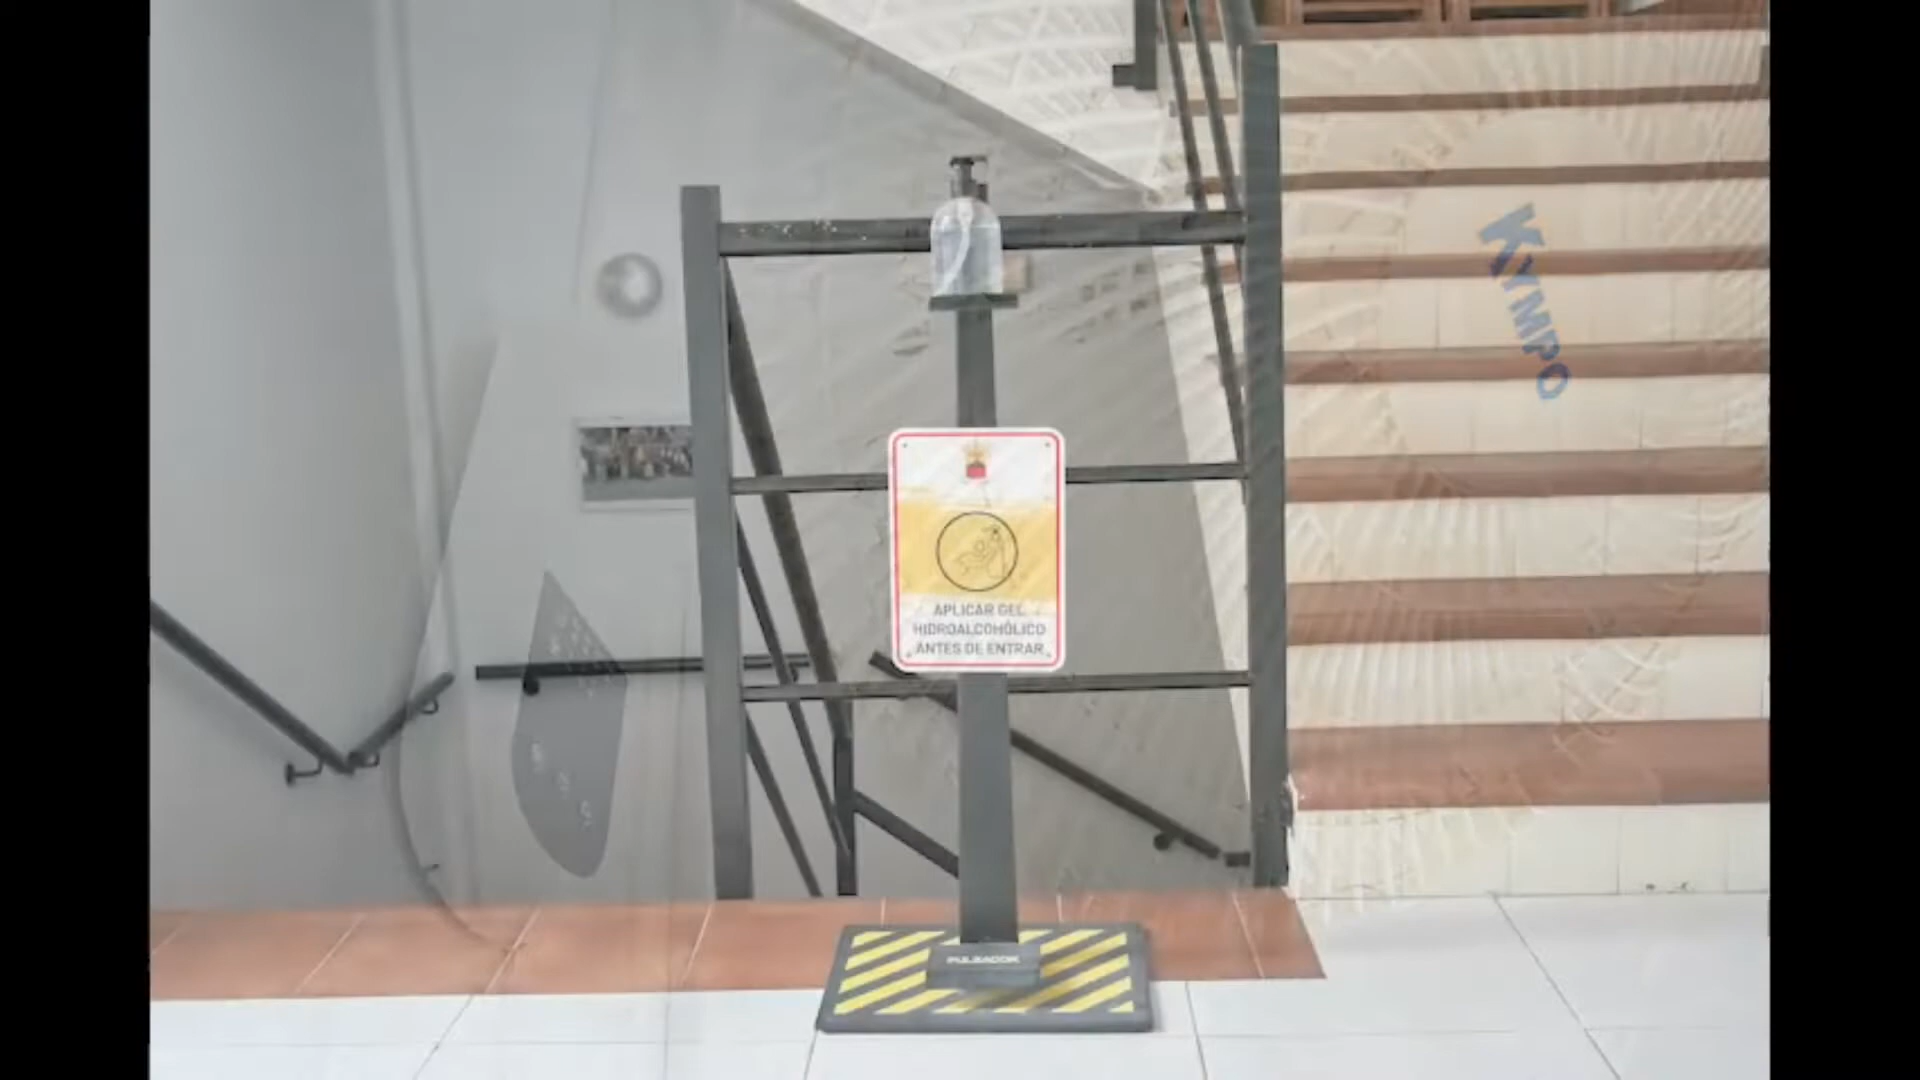 KYMPO
APLICAR GEL
HIDROALCOHÓLICO
ANTES DE ENTRAR
PULSADOR